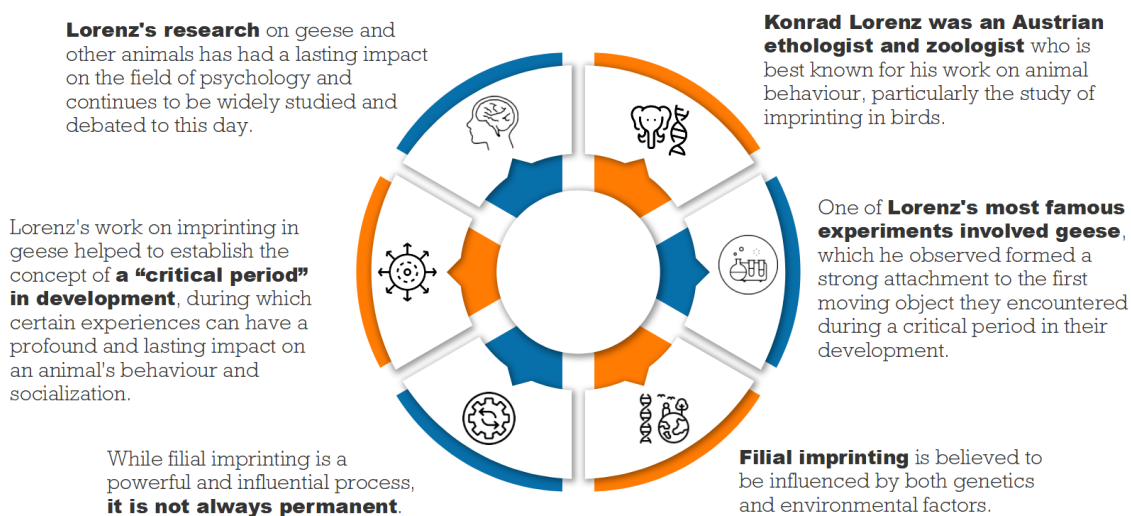 Konrad Lorenz was an Austrian
ethologist and zoologist who is
best known for his work on animal
behaviour, particularly the study of
imprinting in birds.
One of Lorenz's most famous
experiments involved geese,
which he observed formed a
strong attachment to the first
moving object they encountered
during a critical period in their
development.
Filial imprinting is believed to
be influenced by both genetics
and environmental factors.
While filial imprinting is a
powerful and influential process,
it is not always permanent.
Lorenz's work on imprinting in
geese helped to establish the
concept of a “critical period”
in development, during which
certain experiences can have a
profound and lasting impact on
an animal's behaviour and
socialization.
Lorenz's research on geese and
other animals has had a lasting impact
on the field of psychology and
continues to be widely studied and
debated to this day.